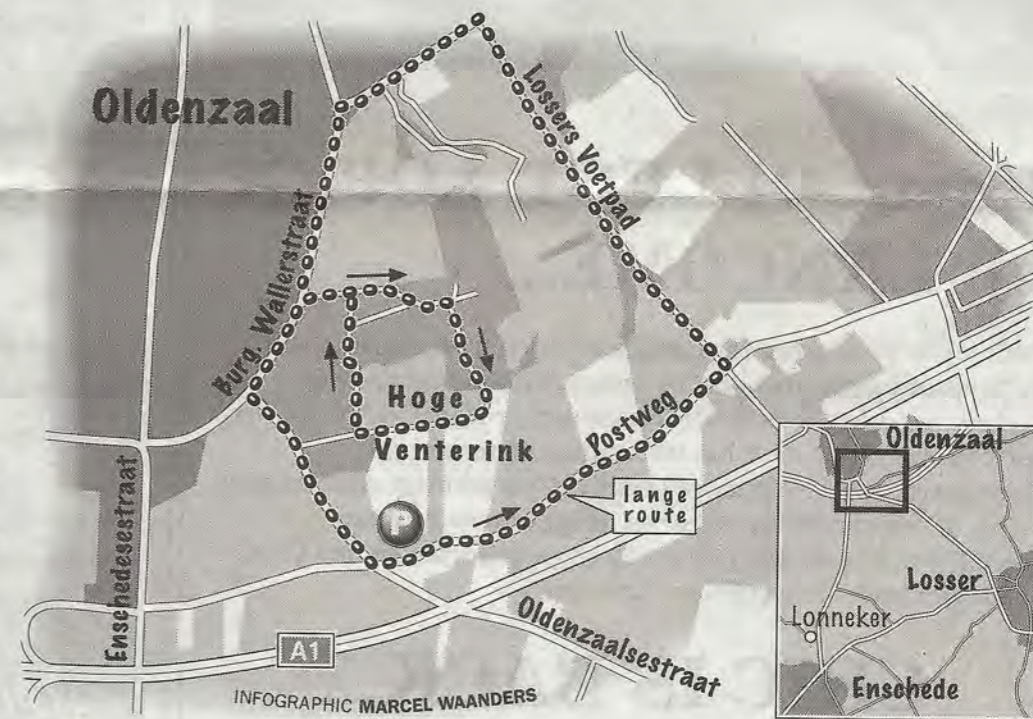 Oldenzaal
Lossers Voetpad
Burg. Wallerstraat
Hoge
Venterink
Postweg
P
lange
route
Enschedesestraat
A1
Oldenzaalsestraat
INFOGRAPHIC MARCEL WAANDERS
Oldenzaal
Losser
Lonneker
Enschede